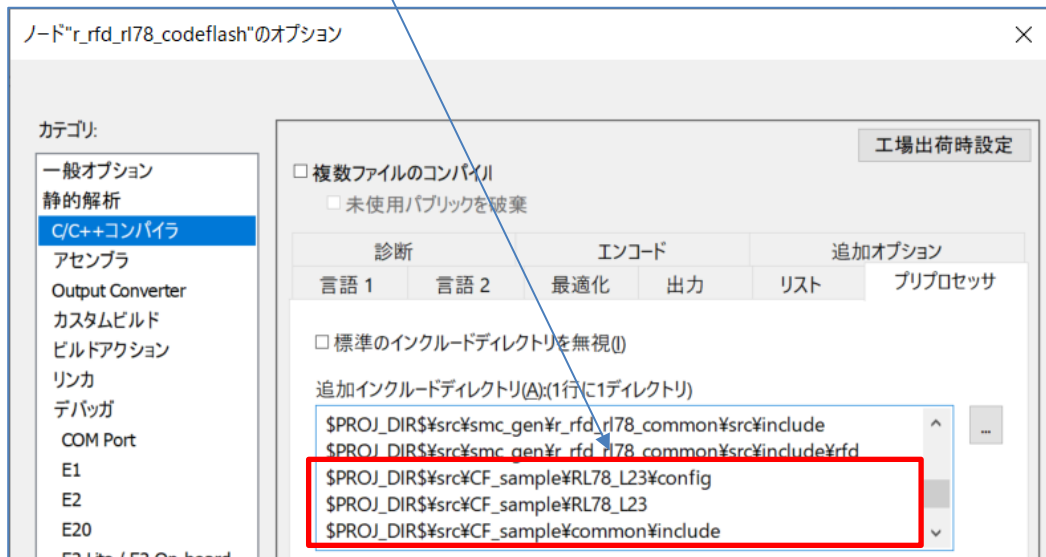 ノード"r_rfd_rl78_codeflash"のオプション
カテゴリ:
一般オプション
静的解析
C/C++コンパイラ
アセンブラ
Output Converter
カスタムビルド
ビルドアクション
リンカ
デバッガ
COM Port
E1
E2
E20
工場出荷時設定
複数ファイルのコンパイル
未使用パブリックを破棄
診断 エンコード 追加オプション
言語 1 言語 2 最適化 出力 リスト プリプロセッサ
標準のインクルードディレクトリを無視(I)
追加インクルードディレクトリ(A):(1行に1ディレクトリ)
$PROJ_DIR$¥src¥smc_gen¥r_rfd_rl78_common¥src¥include
$PROJ_DIR$¥src¥smc_gen¥r_rfd_rl78_common¥src¥include¥rfd
$PROJ_DIR$¥src¥CF_sample¥RL78_L23¥config
$PROJ_DIR$¥src¥CF_sample¥RL78_L23
$PROJ_DIR$¥src¥CF_sample¥common¥include
...